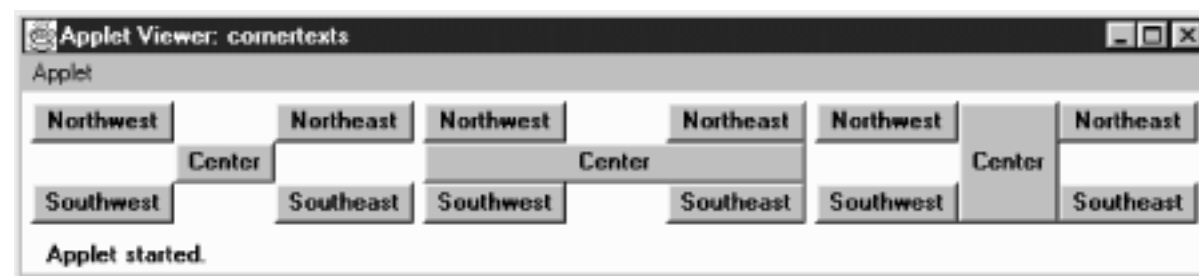 Applet Viewer: cornertexts
Applet
Northwest Northeast Northwest Northeast Northwest Northeast
Center Center Center
Southwest Southeast Southwest Southeast Southwest Southeast
Applet started.